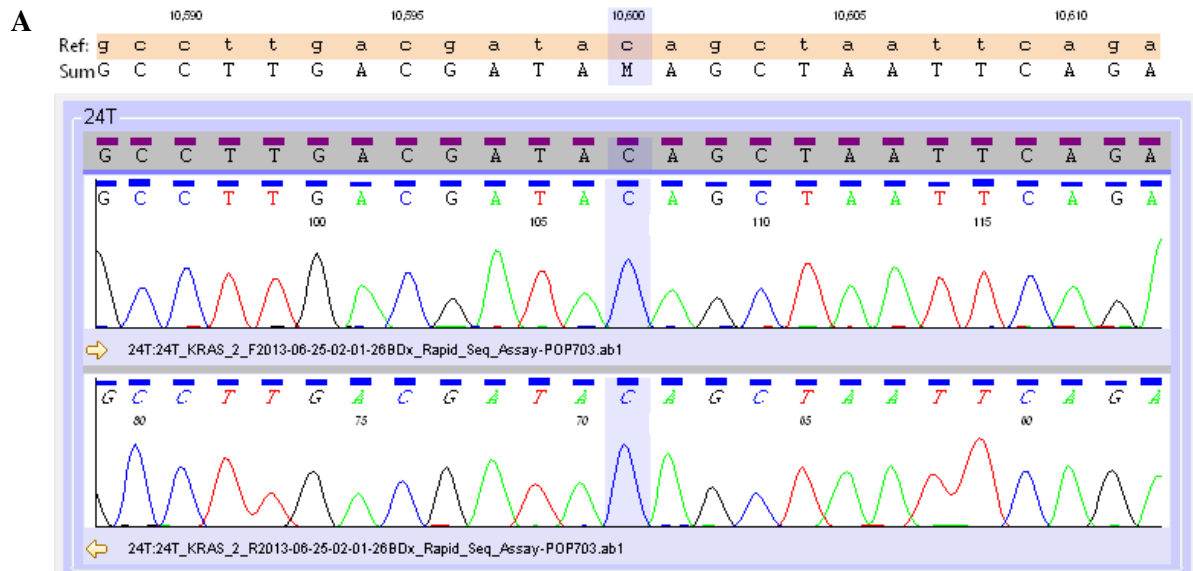 A
10,590 10,595 10,600 10,605 10,610
Ref: g c c t t g a c g a t a c a g c t a a t t c a g a
Sum G C C T T G A C G A T A M A G C T A A T T C A G A
24T
G C C T T G A C G A T A C A G C T A A T T C A G A
G C C T T G A C G A T A C A G C T A A T T C A G A
100 105 110 115
24T:24T_KRAS_2_F2013-06-25-02-01-26BDx_Rapid_Seq_Assay-POP703.ab1
G C C T T G A C G A T A C A G C T A A T T C A G A
80 75 70 65 60
24T:24T_KRAS_2_R2013-06-25-02-01-26BDx_Rapid_Seq_Assay-POP703.ab1